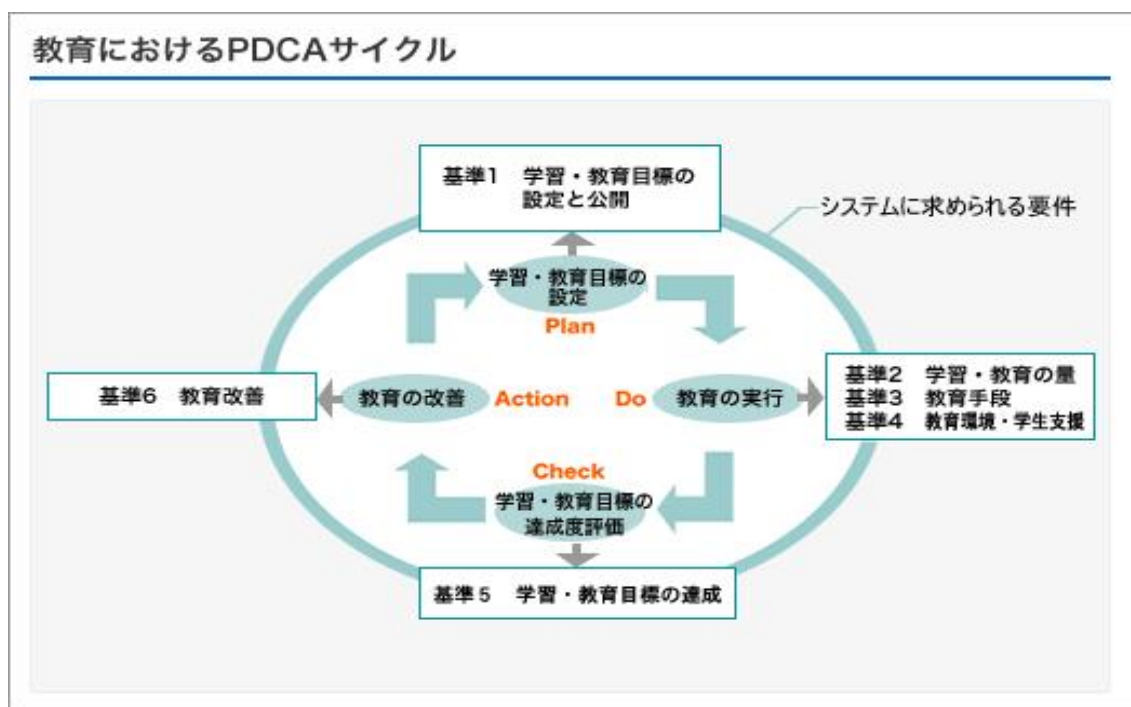 教育におけるPDCAサイクル
基準1　学習・教育目標の
設定と公開
システムに求められる要件
学習・教育目標の
設定
Plan
基準6　教育改善
教育の改善
Action
Do
教育の実行
基準2　学習・教育の量
基準3　教育手段
基準4　教育環境・学生支援
Check
学習・教育目標の
達成度評価
基準5　学習・教育目標の達成